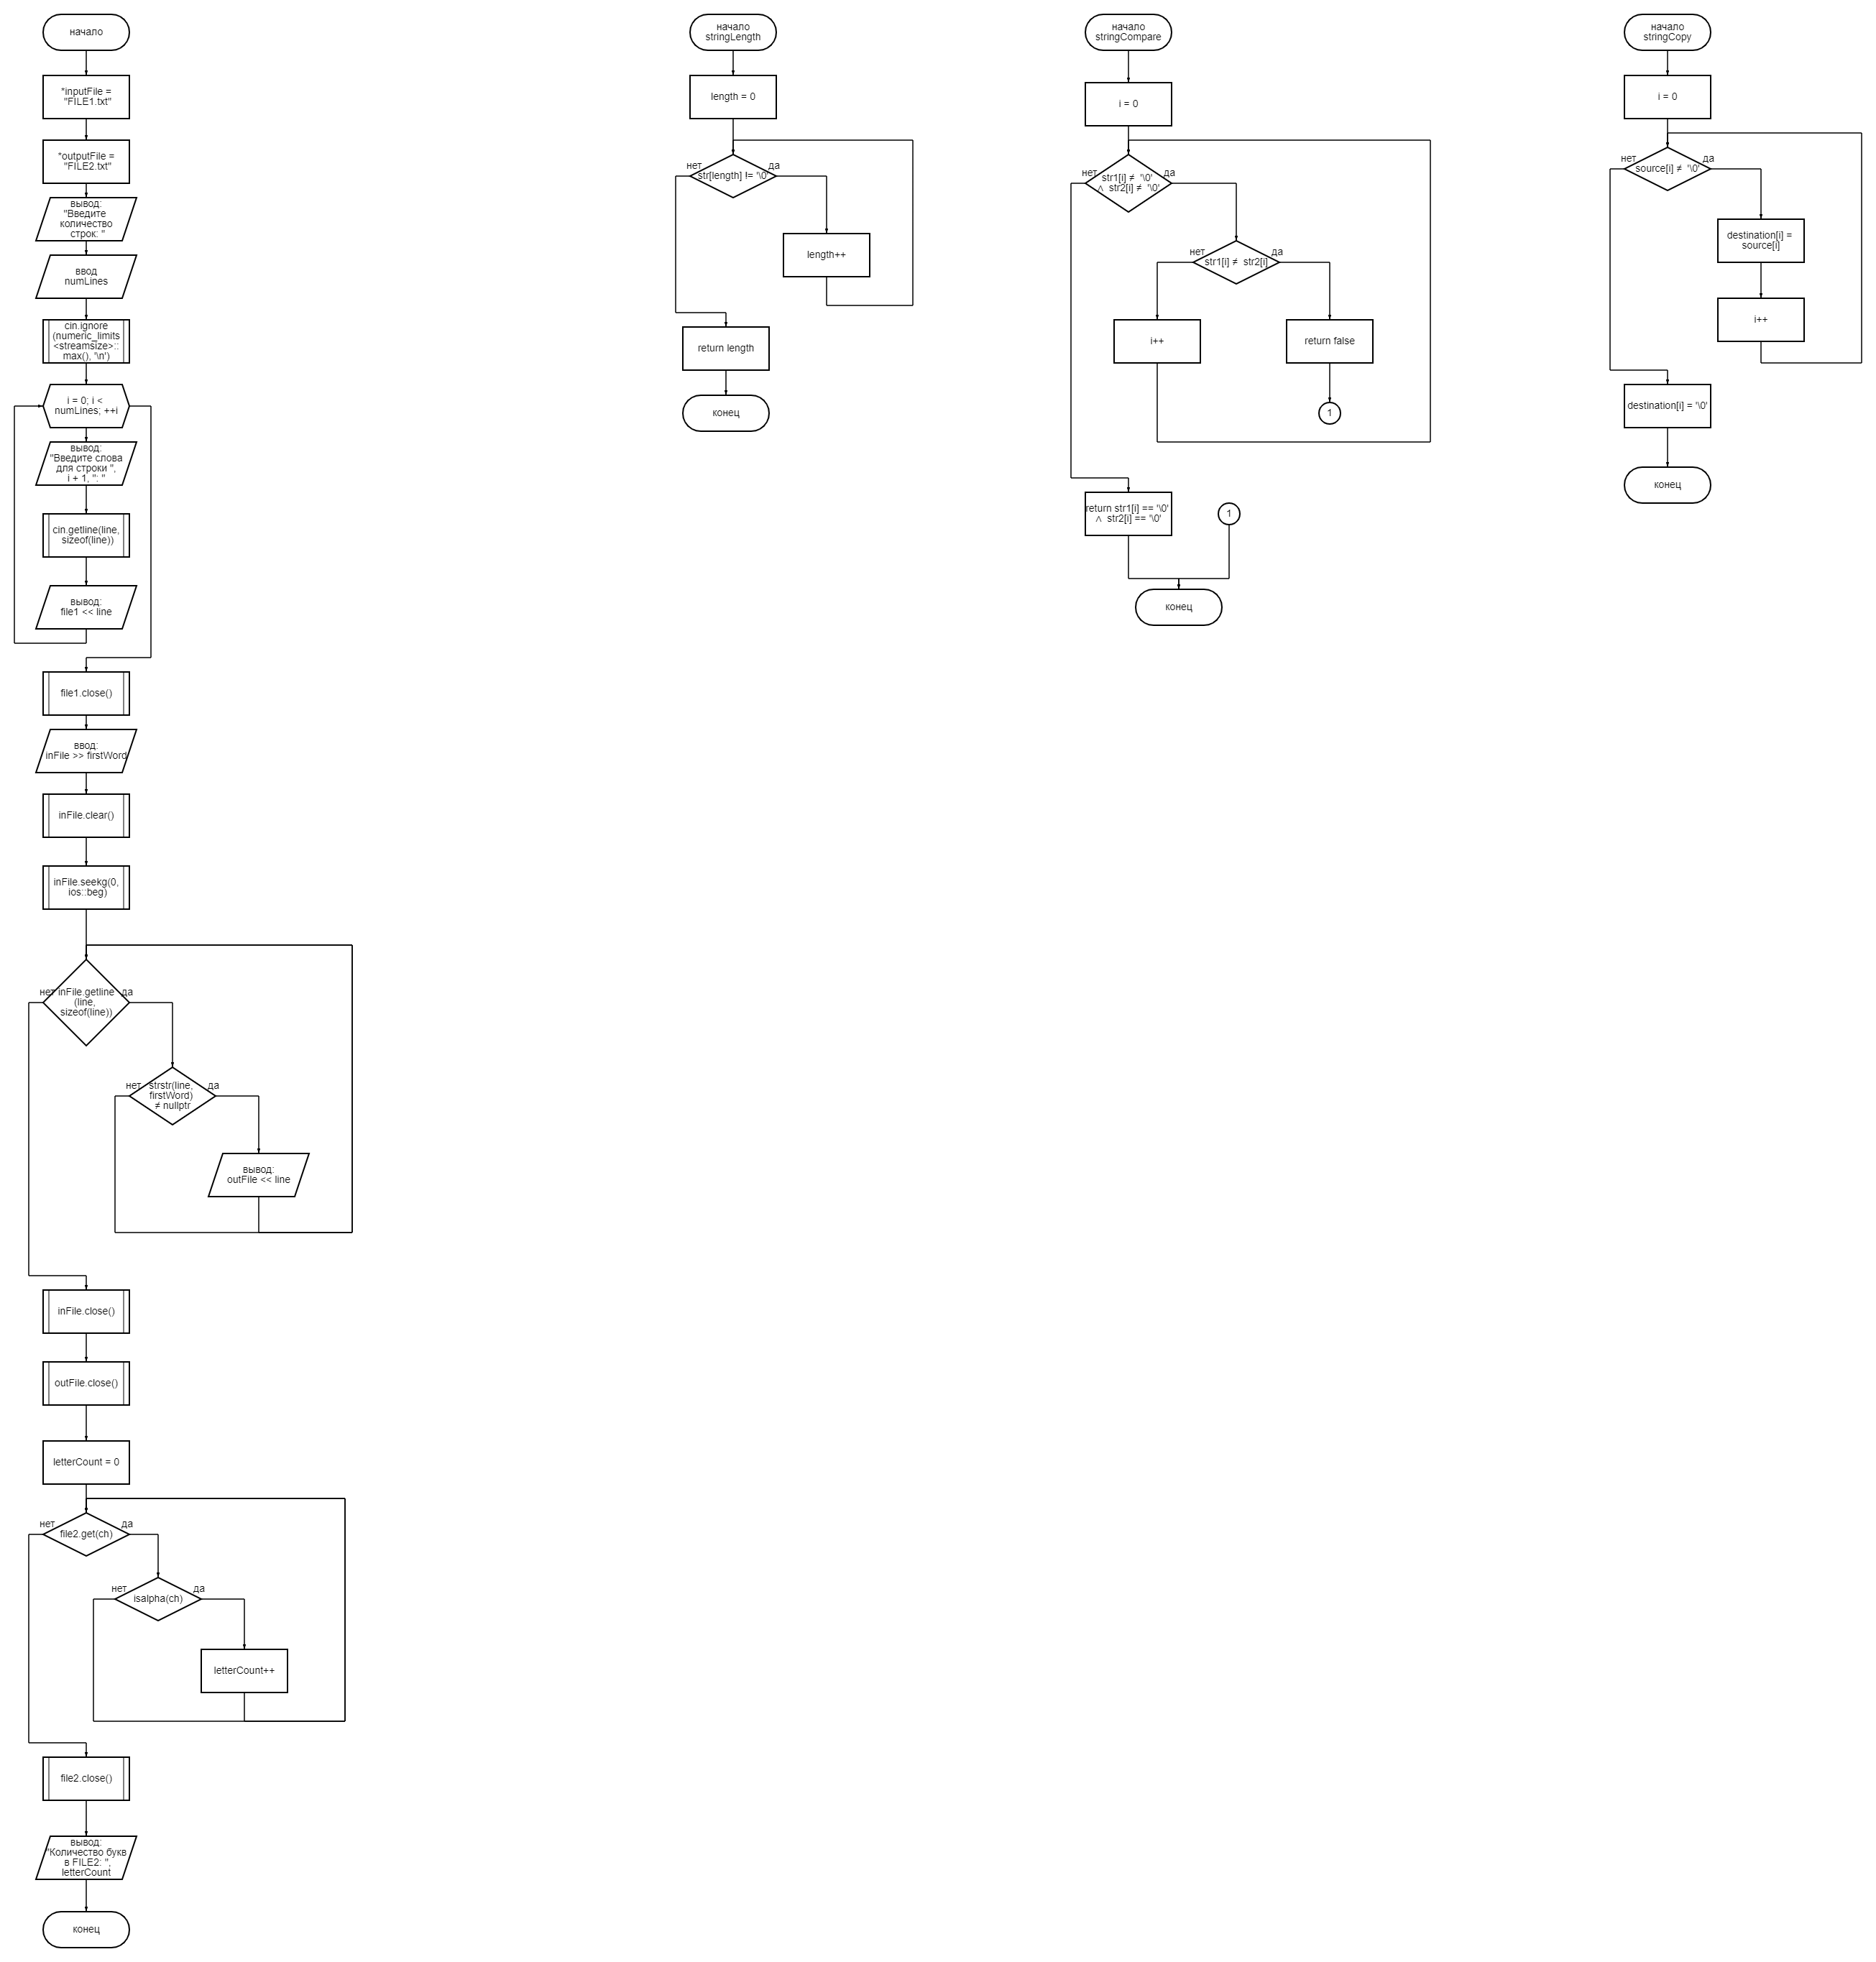 начало
*inputFile =
"FILE1.txt"
*outputFile =
"FILE2.txt"
вывод:
"Введите
количество
строк: "
ввод
numLines
cin.ignore
(numeric_limits
<streamsize>::
max(), '\n')
i = 0; i <
numLines; ++i
вывод:
"Введите слова
для строки ",
i + 1, ": "
cin.getline(line,
sizeof(line))
вывод:
file1 << line
file1.close()
ввод:
inFile >> firstWord
inFile.clear()
inFile.seekg(0,
ios::beg)
нет
да
inFile.getline
(line,
sizeof(line))
нет
да
strstr(line,
firstWord)
≠ nullptr
вывод:
outFile << line
inFile.close()
outFile.close()
letterCount = 0
нет
да
file2.get(ch)
нет
да
isalpha(ch)
letterCount++
file2.close()
вывод:
"Количество букв
в FILE2: ",
letterCount
конец
начало
stringLength
length = 0
нет
да
str[length] != '\0'
length++
return length
конец
начало
stringCompare
i = 0
нет
да
str1[i] ≠ '\0'
∧ str2[i] ≠ '\0'
нет
да
str1[i] ≠ str2[i]
i++
return false
1
return str1[i] == '\0'
∧ str2[i] == '\0'
1
конец
начало
stringCopy
i = 0
нет
да
source[i] ≠ '\0'
destination[i] =
source[i]
i++
destination[i] = '\0'
конец